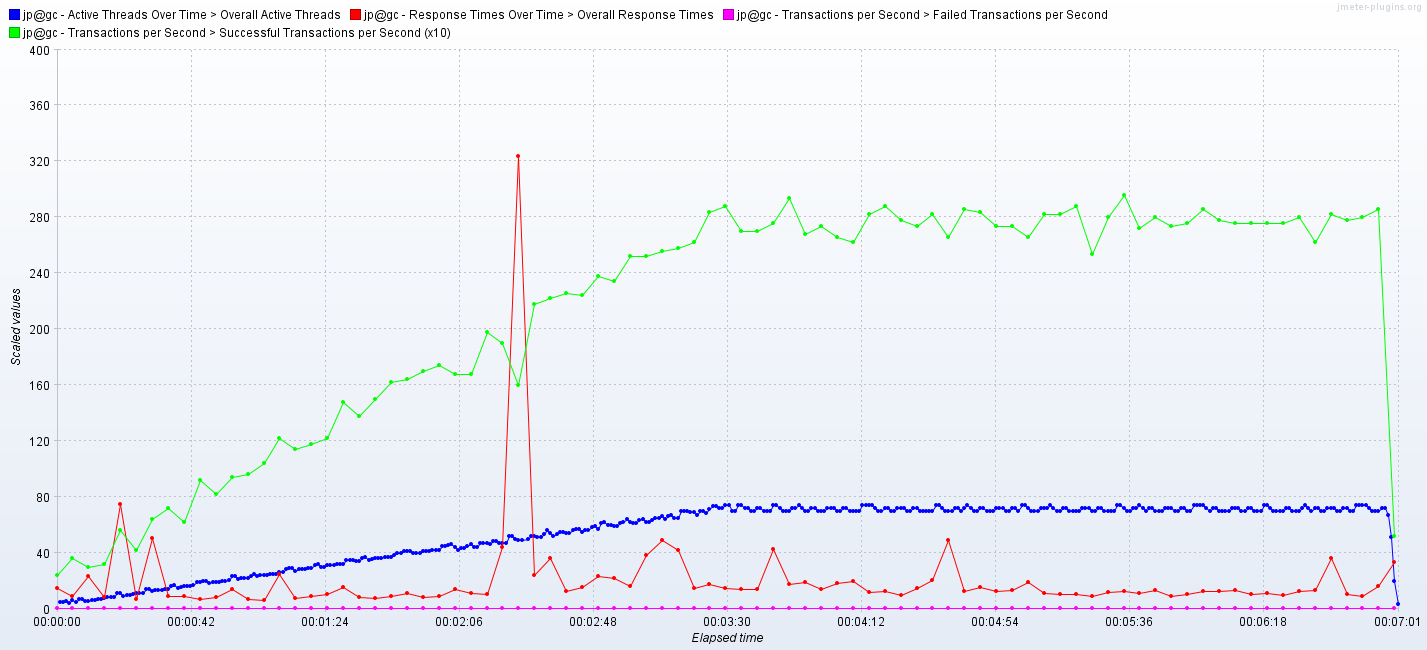 jmeter-plugins.org
jp@gc - Active Threads Over Time > Overall Active Threads jp@gc - Response Times Over Time > Overall Response Times jp@gc - Transactions per Second > Failed Transactions per Second
jp@gc - Transactions per Second > Successful Transactions per Second (x10)
400
360
320
280
240
200
160
120
80
40
0
Scaled values
00:00:00 00:00:42 00:01:24 00:02:06 00:02:48 00:03:30 00:04:12 00:04:54 00:05:36 00:06:18 00:07:01
Elapsed time